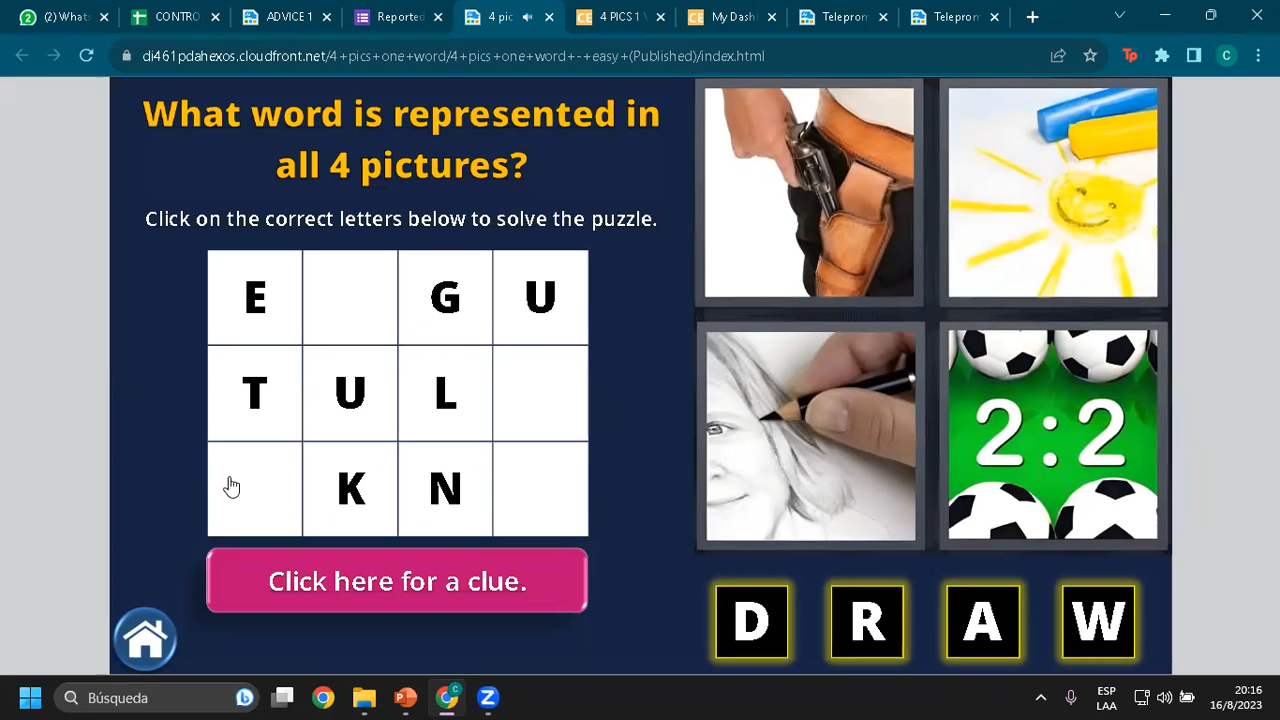 (2) Whats
CONTRO
ADVICE
Reported
4 pic
4 PICS 1
My Dash
Teleprom
Teleprom
di461pdahexos.cloudfront.net/4+pics+one+word/4+pics+one+word+-+easy+(Published)/index.html
What word is represented in
all 4 pictures?
Click on the correct letters below to solve the puzzle.
E G U
T U L
K N
Click here for a clue.
2:2
D R A W
Búsqueda
ESP
LAA
20:16
16/8/2023